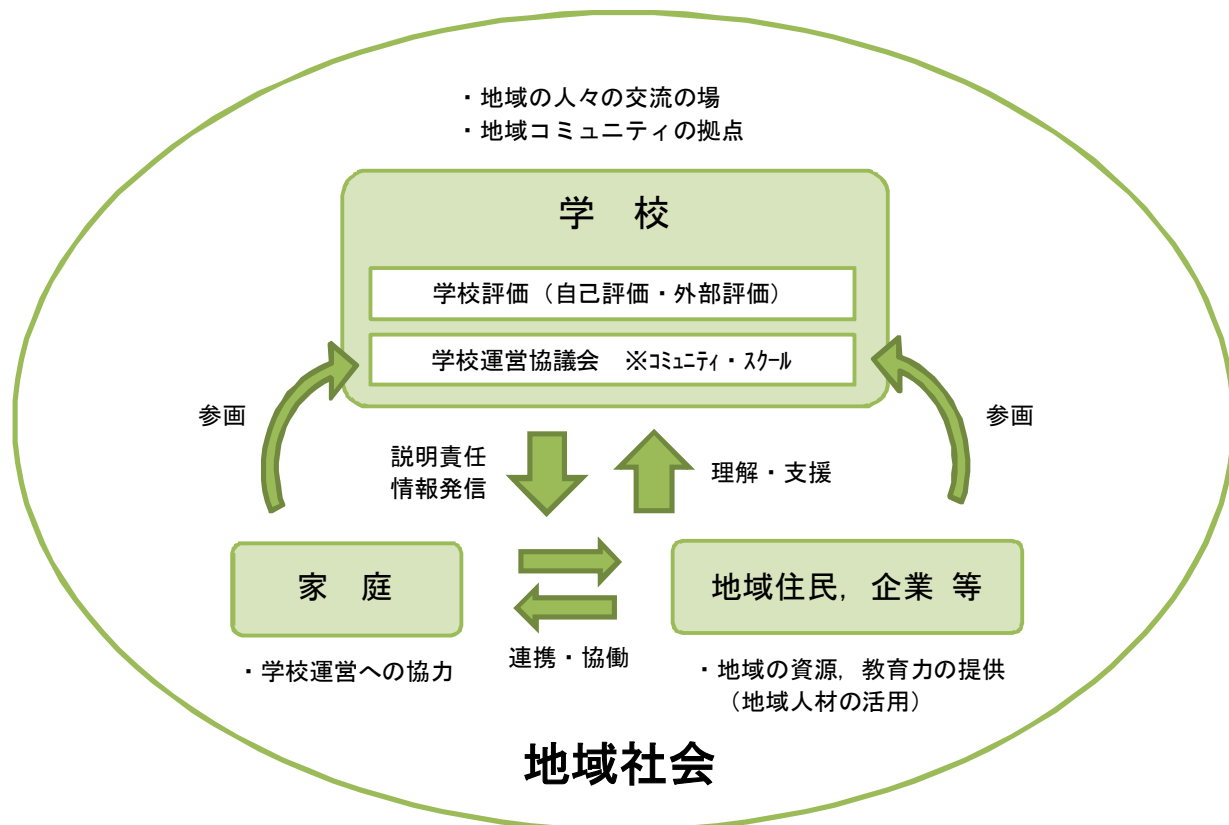 ・地域の人々の交流の場
・地域コミュニティの拠点
学 校
学校評価（自己評価・外部評価）
学校運営協議会 ※ｺﾐｭﾆﾃｨ・ｽｸｰﾙ
参画
参画
説明責任
情報発信
理解・支援
家 庭
地域住民，企業 等
連携・協働
・学校運営への協力
・地域の資源，教育力の提供
（地域人材の活用）
地域社会